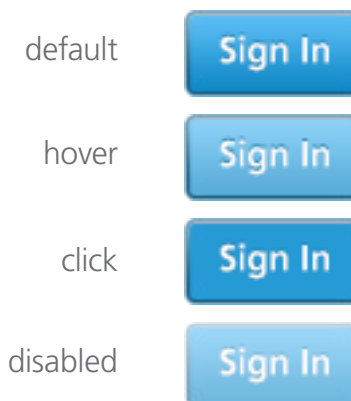 default Sign In
hover Sign In
click Sign In
disabled Sign In